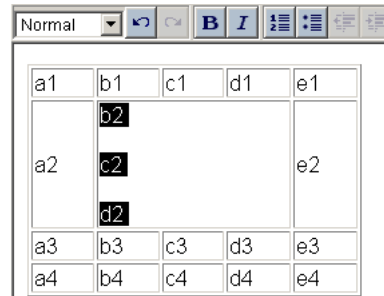 Normal B I
a1 b1 c1 d1 e1
b2
a2 c2 e2
d2
a3 b3 c3 d3 e3
a4 b4 c4 d4 e4